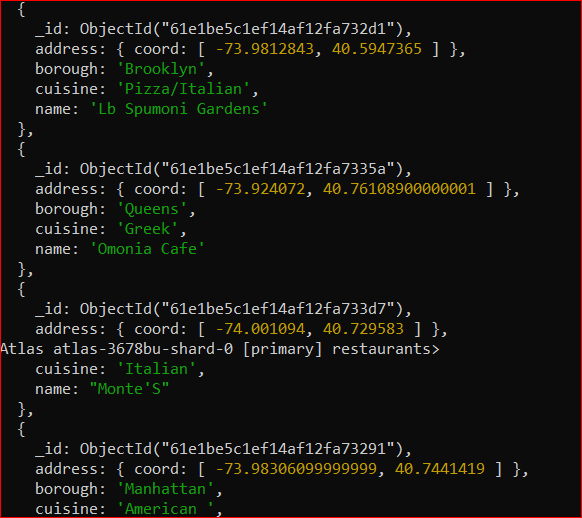 {
_id: ObjectId("61e1be5c1ef14af12fa732d1"),
address: { coord: [ -73.9812843, 40.5947365 ] },
borough: 'Brooklyn',
cuisine: 'Pizza/Italian',
name: 'Lb Spumoni Gardens'
},
{
_id: ObjectId("61e1be5c1ef14af12fa7335a"),
address: { coord: [ -73.924072, 40.76108900000001 ] },
borough: 'Queens',
cuisine: 'Greek',
name: 'Omonia Cafe'
},
{
_id: ObjectId("61e1be5c1ef14af12fa733d7"),
address: { coord: [ -74.001094, 40.729583 ] },
Atlas atlas-3678bu-shard-0 [primary] restaurants>
cuisine: 'Italian',
name: "Monte'S"
},
{
_id: ObjectId("61e1be5c1ef14af12fa73291"),
address: { coord: [ -73.98306099999999, 40.7441419 ] },
borough: 'Manhattan',
cuisine: 'American ',